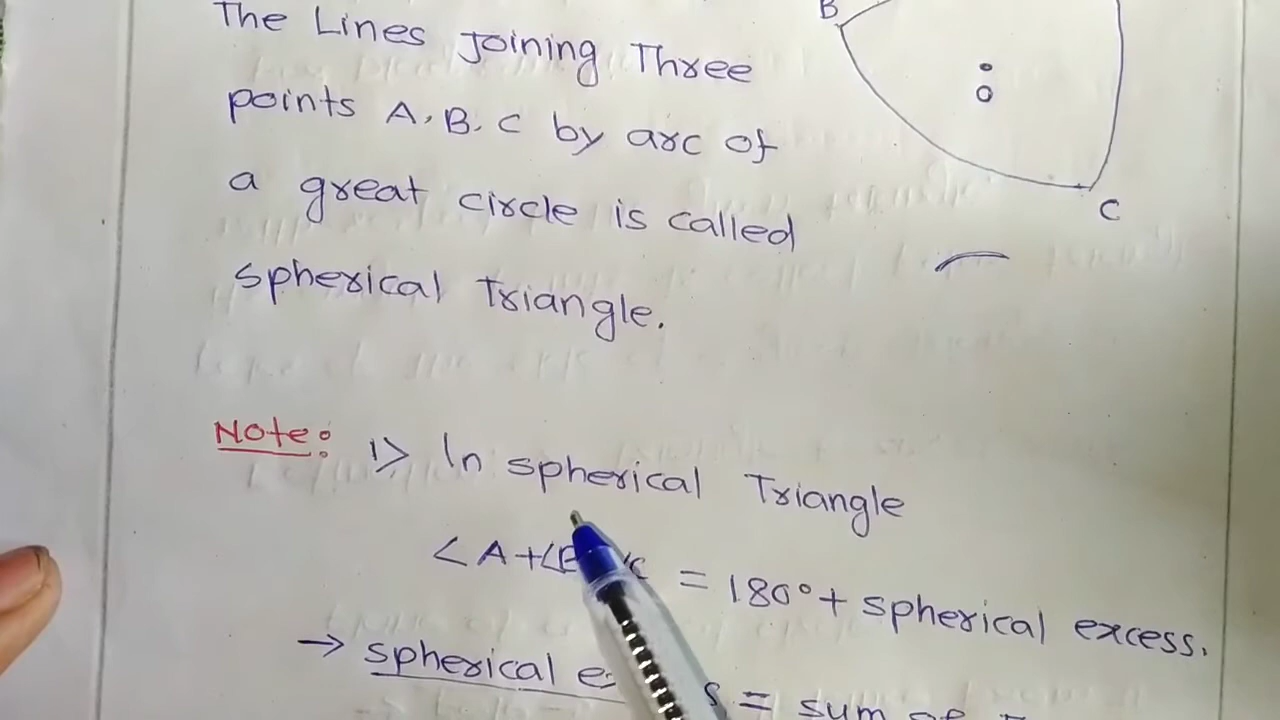 The Lines Joining Three
points A, B, C by arc of
a great circle is called
spherical Triangle.
B
C
Note: 1> In spherical Triangle
∠A+∠B = 180°+ spherical excess.
→ spherical = sum of